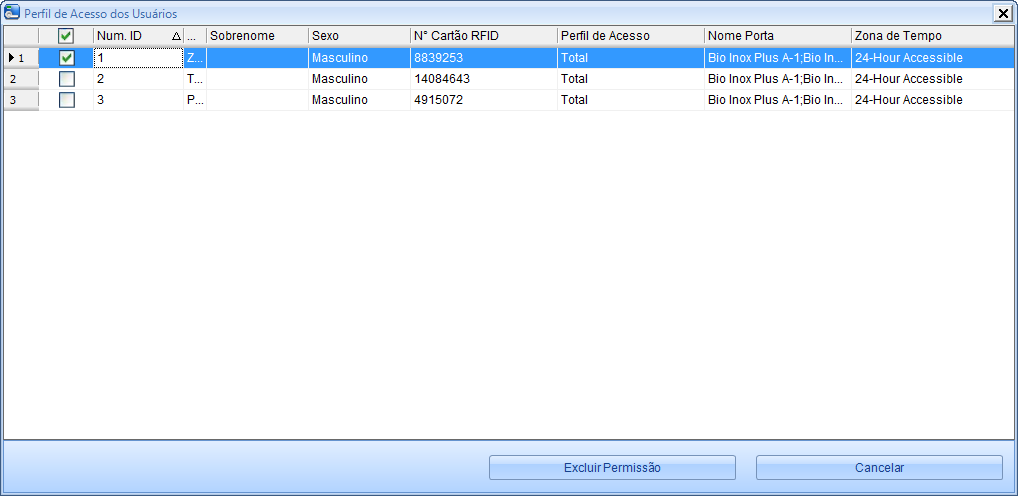 Perfil de Acesso dos Usuários
Num. ID ... Sobrenome Sexo N° Cartão RFID Perfil de Acesso Nome Porta Zona de Tempo
1 1 Z... Masculino 8839253 Total Bio Inox Plus A-1;Bio In... 24-Hour Accessible
2 2 T... Masculino 14084643 Total Bio Inox Plus A-1;Bio In... 24-Hour Accessible
3 3 P... Masculino 4915072 Total Bio Inox Plus A-1;Bio In... 24-Hour Accessible
Excluir Permissão Cancelar